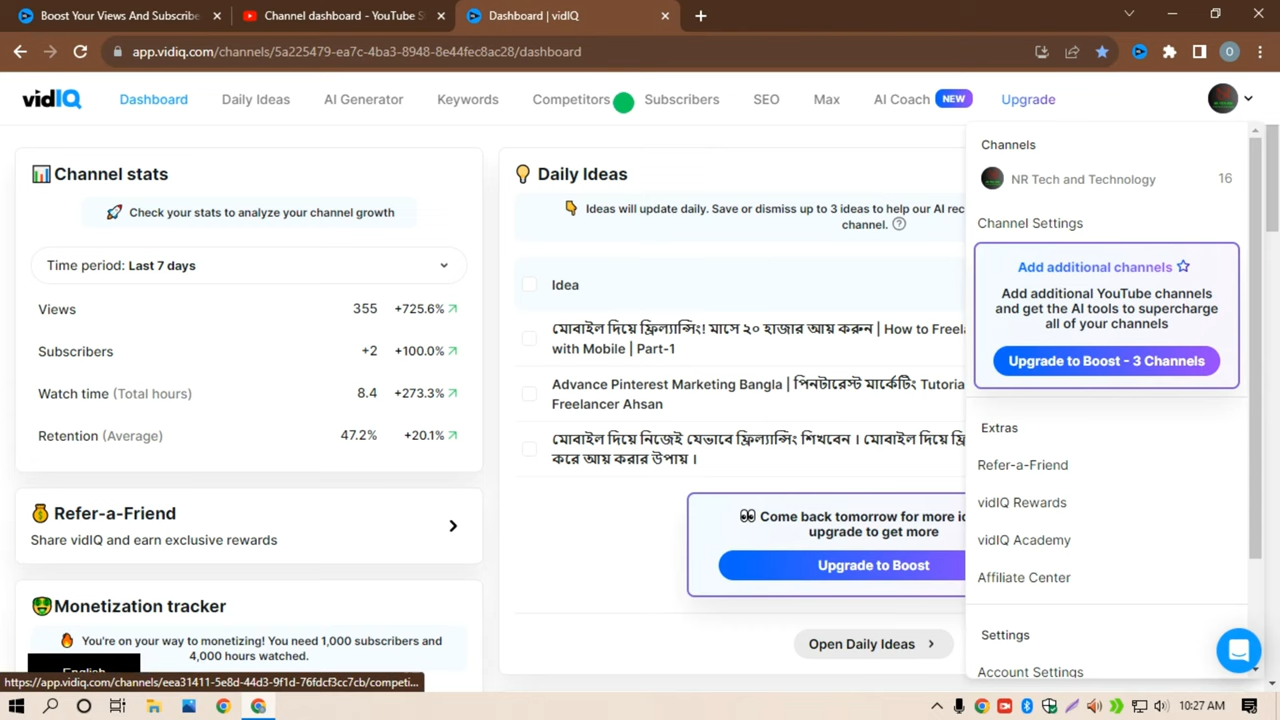 Boost Your Views And Subscribe
Channel dashboard - YouTube S
Dashboard | vidIQ
app.vidiq.com/channels/5a225479-ea7c-4ba3-8948-8e44fec8ac28/dashboard
O
vidIQ
Dashboard
Daily Ideas
AI Generator
Keywords
Competitors
Subscribers
SEO
Max
AI Coach NEW
Upgrade
Channel stats
Check your stats to analyze your channel growth
Time period: Last 7 days
Views 355 +725.6%
Subscribers +2 +100.0%
Watch time (Total hours) 8.4 +273.3%
Retention (Average) 47.2% +20.1%
Refer-a-Friend
Share vidIQ and earn exclusive rewards
Monetization tracker
You're on your way to monetizing! You need 1,000 subscribers and
4,000 hours watched.
English
https://app.vidiq.com/channels/eea31411-5e8d-44d3-9f1d-76fdcf3cc7cb/competi...
Daily Ideas
Ideas will update daily. Save or dismiss up to 3 ideas to help our AI rec
channel. ?
Idea
মোবাইল দিয়ে ফ্রিল্যান্সিং! মাসে ২০ হাজার আয় করুন | How to Freela
with Mobile | Part-1
Advance Pinterest Marketing Bangla | পিনটারেস্ট মার্কেটিং Tutoria
Freelancer Ahsan
মোবাইল দিয়ে নিজেই যেভাবে ফ্রিল্যান্সিং শিখবেন । মোবাইল দিয়ে ফ্রি
করে আয় করার উপায় ।
Come back tomorrow for more id
upgrade to get more
Upgrade to Boost
Open Daily Ideas
Channels
NR Tech and Technology 16
Channel Settings
Add additional channels
Add additional YouTube channels
and get the AI tools to supercharge
all of your channels
Upgrade to Boost - 3 Channels
Extras
Refer-a-Friend
vidIQ Rewards
vidIQ Academy
Affiliate Center
Settings
Account Settings
10:27 AM